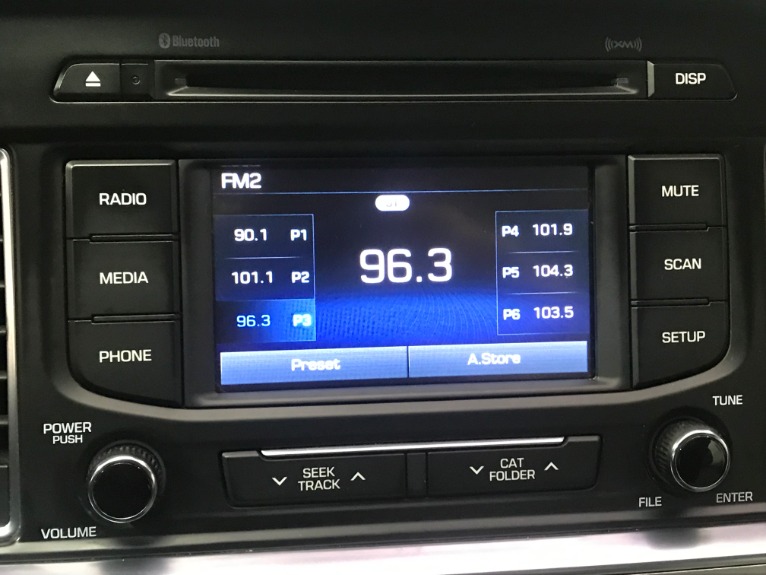 Bluetooth
((XM))
DISP
RADIO
MEDIA
PHONE
FM2
ST
90.1 P1
101.1 P2
96.3 P3
96.3
P4 101.9
P5 104.3
P6 103.5
Preset
A.Store
MUTE
SCAN
SETUP
POWER
PUSH
VOLUME
SEEK
TRACK
CAT
FOLDER
TUNE
FILE
ENTER